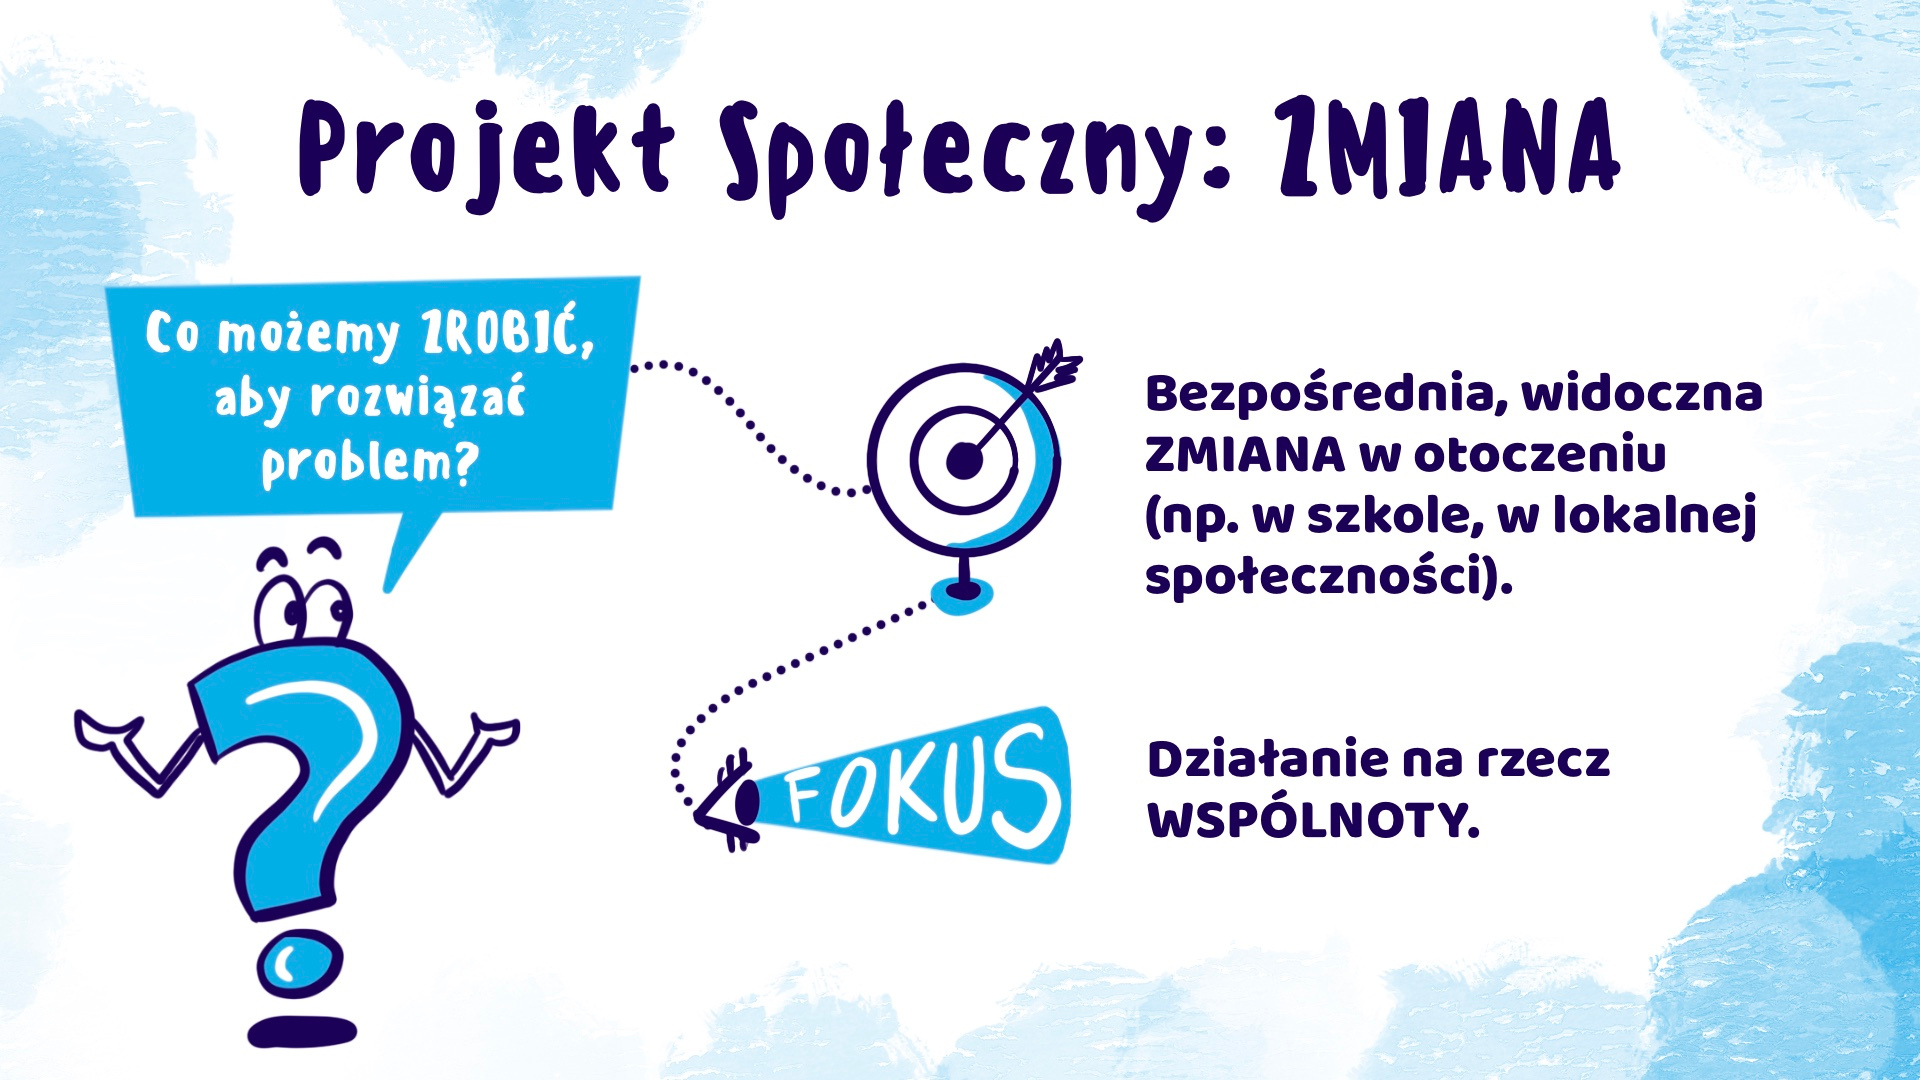 Projekt Społeczny: ZMIANA
Co możemy ZROBIĆ,
aby rozwiązać
problem?
Bezpośrednia, widoczna
ZMIANA w otoczeniu
(np. w szkole, w lokalnej
społeczności).
FOKUS
Działanie na rzecz
WSPÓLNOTY.